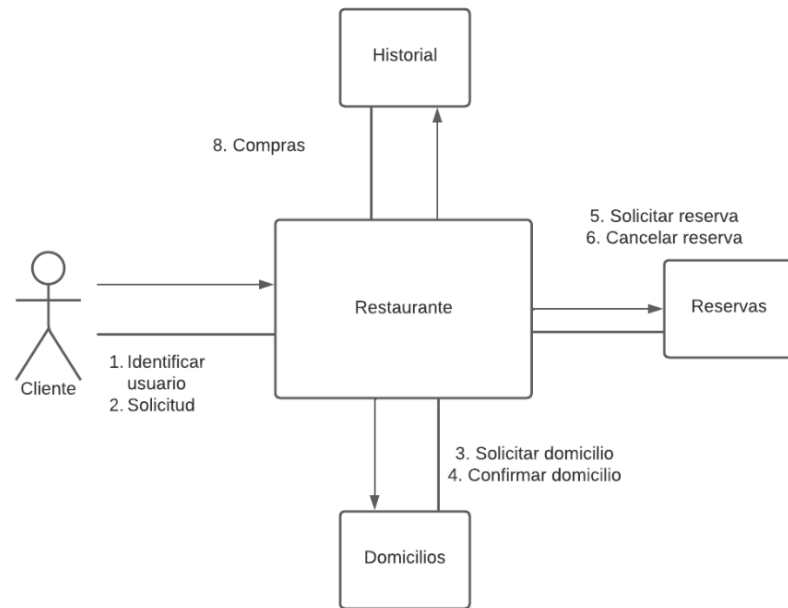 Historial
8. Compras
5. Solicitar reserva
6. Cancelar reserva
Restaurante
Reservas
Cliente
1. Identificar
usuario
2. Solicitud
3. Solicitar domicilio
4. Confirmar domicilio
Domicilios